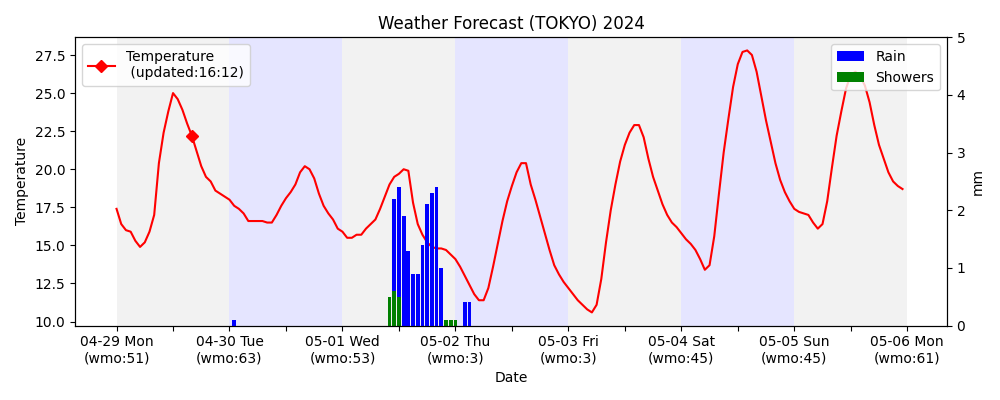 Weather Forecast (TOKYO) 2024
Temperature
(updated:16:12)
Rain
Showers
Temperature
27.5
25.0
22.5
20.0
17.5
15.0
12.5
10.0
5
4
3
2
1
0
mm
04-29 Mon
(wmo:51)
04-30 Tue
(wmo:63)
05-01 Wed
(wmo:53)
05-02 Thu
(wmo:3)
05-03 Fri
(wmo:3)
05-04 Sat
(wmo:45)
05-05 Sun
(wmo:45)
05-06 Mon
(wmo:61)
Date